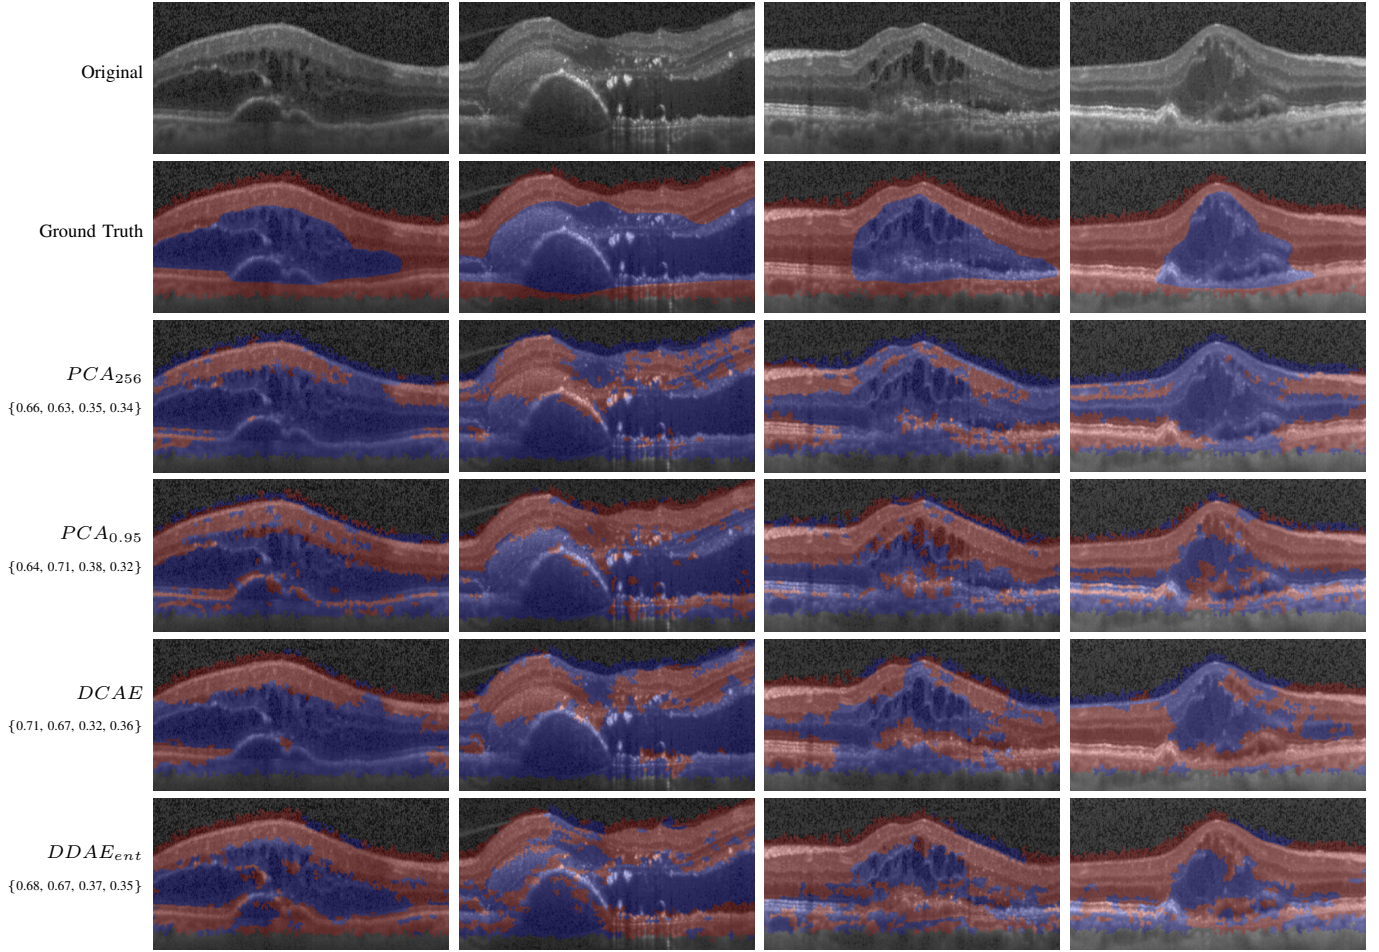 Original
Ground Truth
PCA₂₅₆
{0.66, 0.63, 0.35, 0.34}
PCA₀.₉₅
{0.64, 0.71, 0.38, 0.32}
DCAE
{0.71, 0.67, 0.32, 0.36}
DDAEₑₙₜ
{0.68, 0.67, 0.37, 0.35}